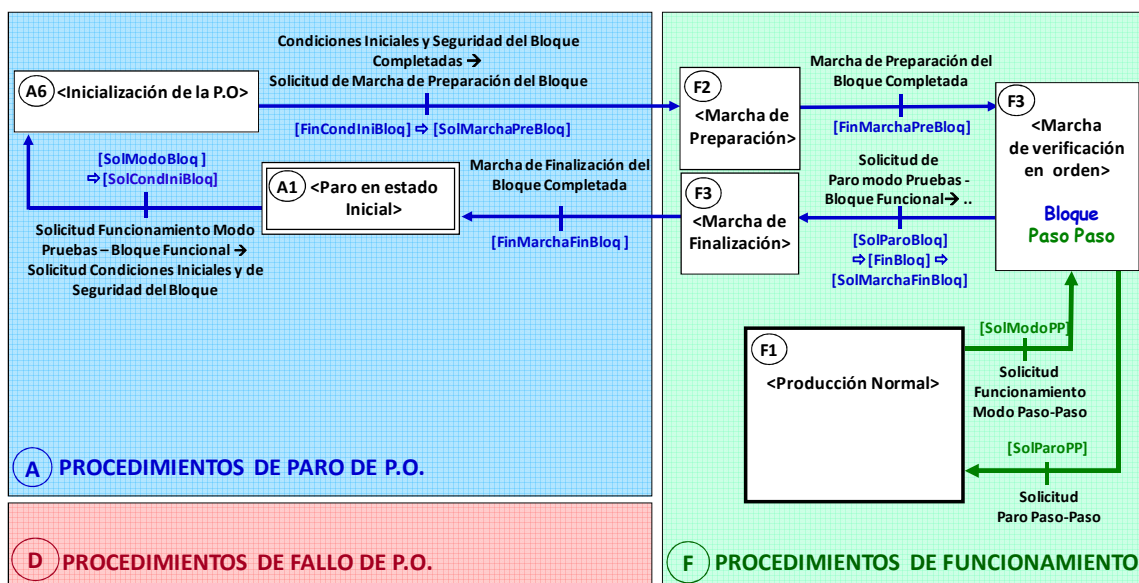 Condiciones Iniciales y Seguridad del Bloque
Completadas →
Solicitud de Marcha de Preparación del Bloque
A6
<Inicialización de la P.O>
[FinCondIniBloq] ⇨ [SolMarchaPreBloq]
[SolModoBloq ]
⇨[SolCondIniBloq]
Solicitud Funcionamiento Modo
Pruebas – Bloque Funcional →
Solicitud Condiciones Iniciales y de
Seguridad del Bloque
A1
<Paro en estado
Inicial>
Marcha de Finalización del
Bloque Completada
[FinMarchaFinBloq ]
F2
<Marcha de
Preparación>
Marcha de Preparación del
Bloque Completada
[FinMarchaPreBloq]
F3
<Marcha
de verificación
en orden>
Bloque
Paso Paso
Solicitud de
Paro modo Pruebas -
Bloque Funcional→ ..
[SolParoBloq]
⇨[FinBloq] ⇨
[SolMarchaFinBloq]
F3
<Marcha de
Finalización>
F1
<Producción Normal>
[SolModoPP]
Solicitud
Funcionamiento
Modo Paso-Paso
[SolParoPP]
Solicitud
Paro Paso-Paso
A PROCEDIMIENTOS DE PARO DE P.O.
D PROCEDIMIENTOS DE FALLO DE P.O.
F PROCEDIMIENTOS DE FUNCIONAMIENTO